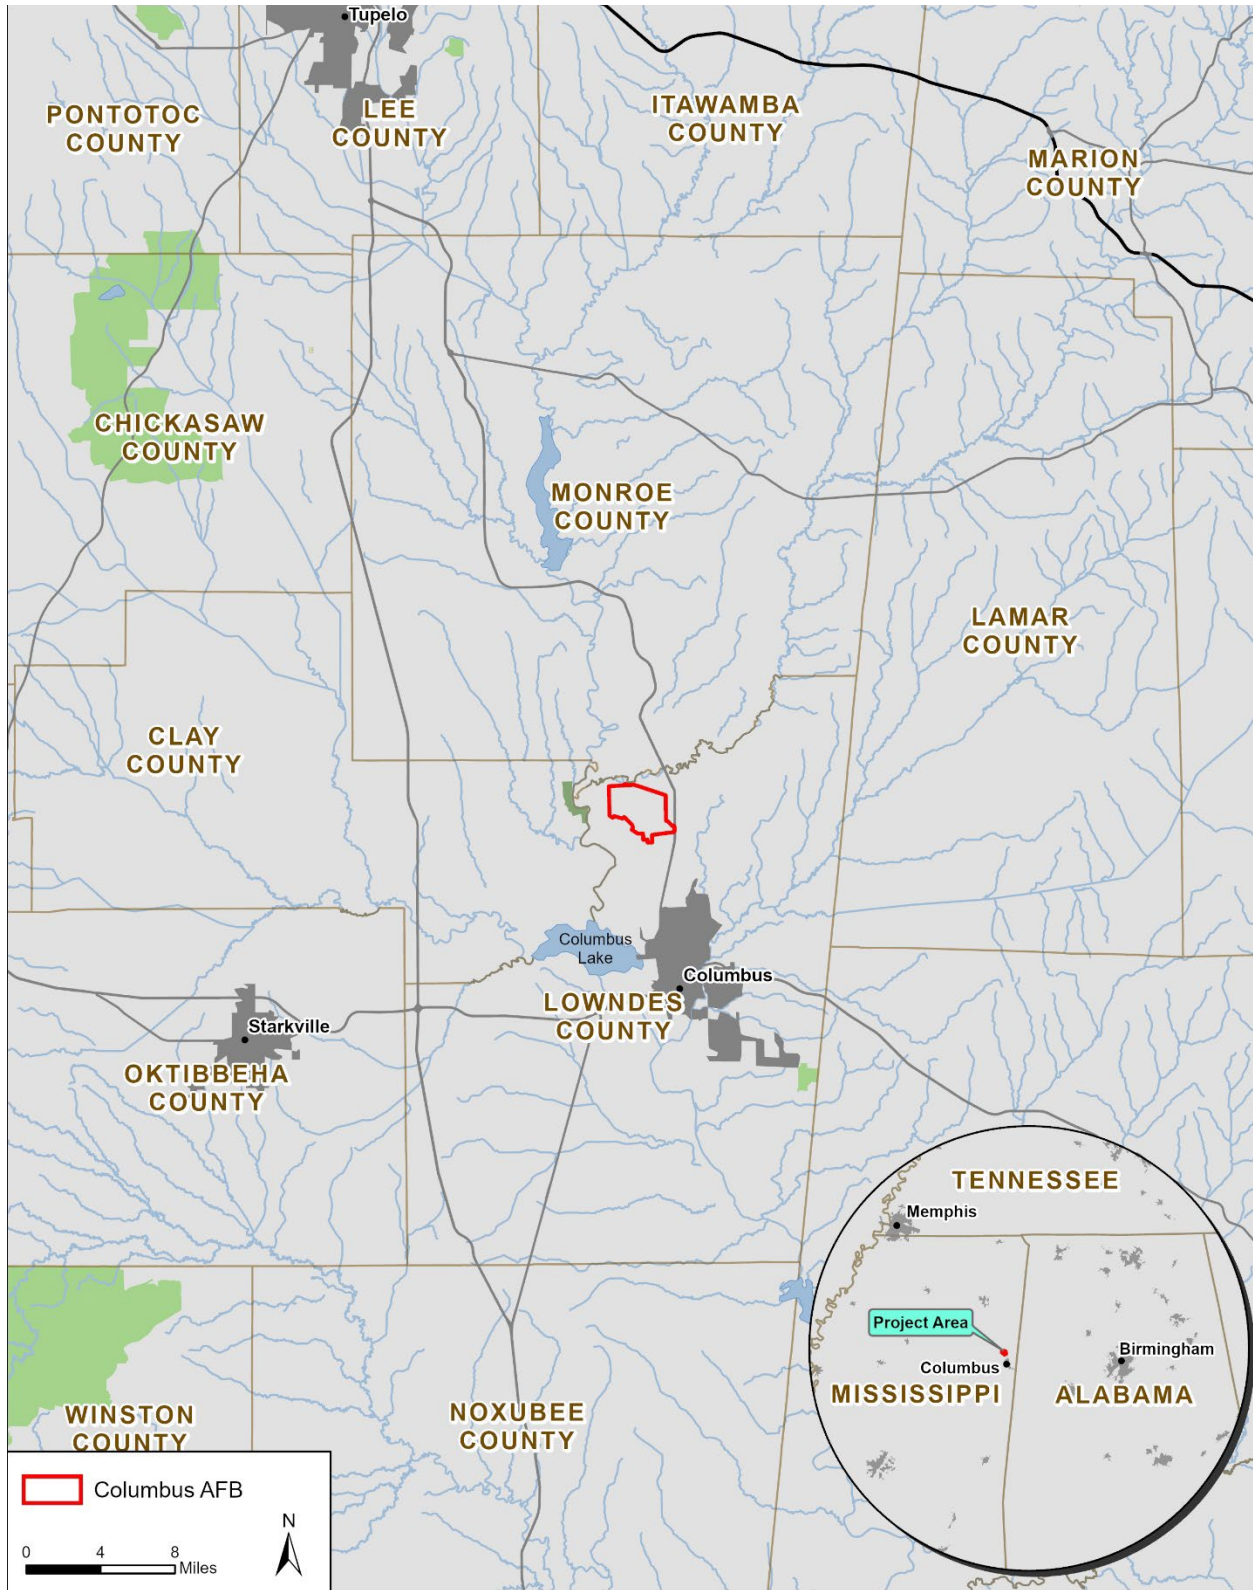 Tupelo
PONTOTOC
COUNTY
LEE
COUNTY
ITAWAMBA
COUNTY
MARION
COUNTY
CHICKASAW
COUNTY
MONROE
COUNTY
LAMAR
COUNTY
CLAY
COUNTY
Columbus
Lake
Columbus
LOWNDES
COUNTY
Starkville
OKTIBBEHA
COUNTY
TENNESSEE
Memphis
Project Area
Columbus
Birmingham
MISSISSIPPI
ALABAMA
WINSTON
COUNTY
NOXUBEE
COUNTY
Columbus AFB
N
0 4 8
Miles